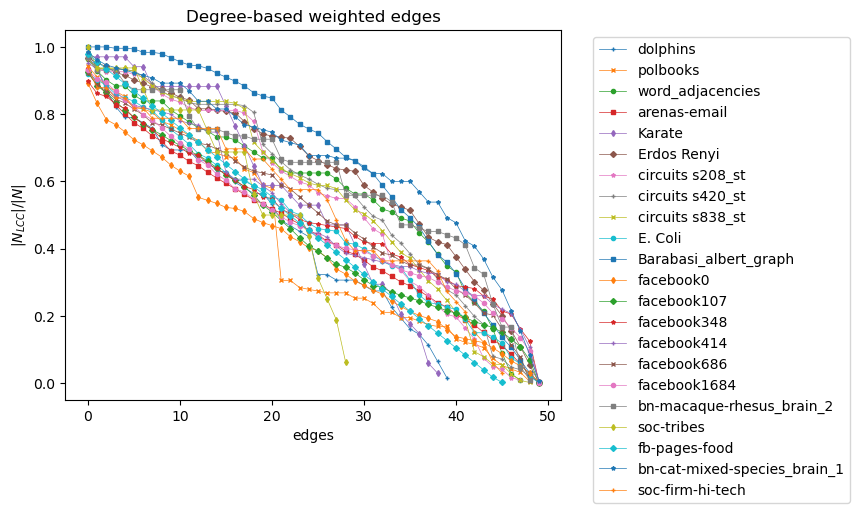 Degree-based weighted edges
|N_LCC|/|N|
1.0
0.8
0.6
0.4
0.2
0.0
0 10 20 30 40 50
edges
dolphins
polbooks
word_adjacencies
arenas-email
Karate
Erdos Renyi
circuits s208_st
circuits s420_st
circuits s838_st
E. Coli
Barabasi_albert_graph
facebook0
facebook107
facebook348
facebook414
facebook686
facebook1684
bn-macaque-rhesus_brain_2
soc-tribes
fb-pages-food
bn-cat-mixed-species_brain_1
soc-firm-hi-tech